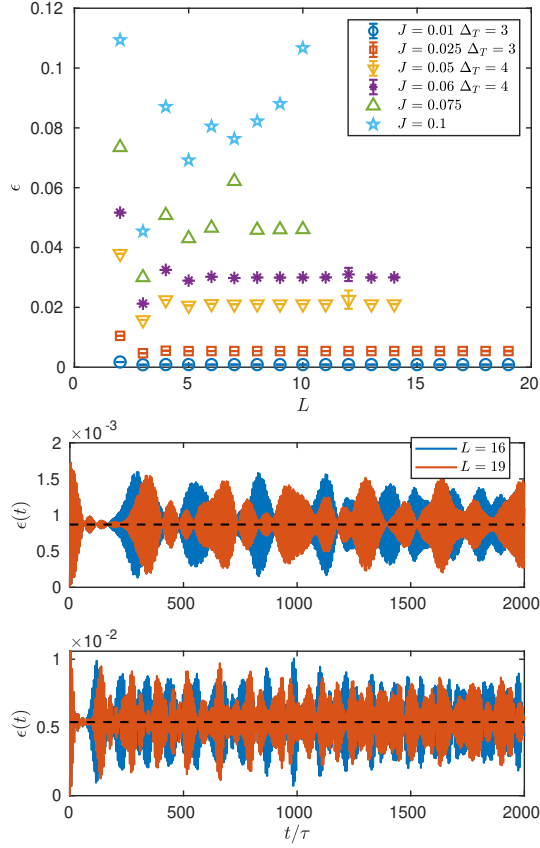 0.12
0.1
0.08
0.06
0.04
0.02
0
ϵ
J = 0.01 Δ_T = 3
J = 0.025 Δ_T = 3
J = 0.05 Δ_T = 4
J = 0.06 Δ_T = 4
J = 0.075
J = 0.1
0 5 10 15 20
L
×10⁻³
2
1.5
1
0.5
0
ϵ(t)
L = 16
L = 19
0 500 1000 1500 2000
×10⁻²
1
0.5
0
ϵ(t)
0 500 1000 1500 2000
t/τ